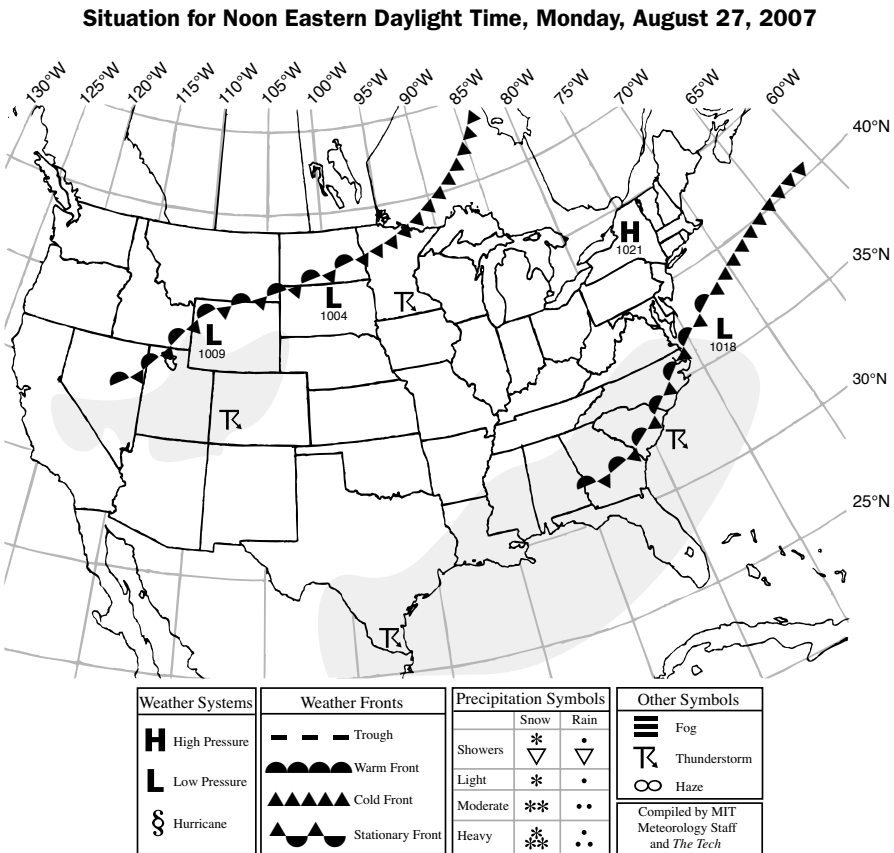 Situation for Noon Eastern Daylight Time, Monday, August 27, 2007
130°W 125°W 120°W 115°W 110°W 105°W 100°W 95°W 90°W 85°W 80°W 75°W 70°W 65°W 60°W
40°N
35°N
30°N
25°N
H
1021
L
1004
L
1009
L
1018
Weather Systems
H High Pressure
L Low Pressure
Hurricane
Weather Fronts
Trough
Warm Front
Cold Front
Stationary Front
Precipitation Symbols
Snow Rain
Showers
Light
Moderate
Heavy
Other Symbols
Fog
Thunderstorm
Haze
Compiled by MIT
Meteorology Staff
and The Tech